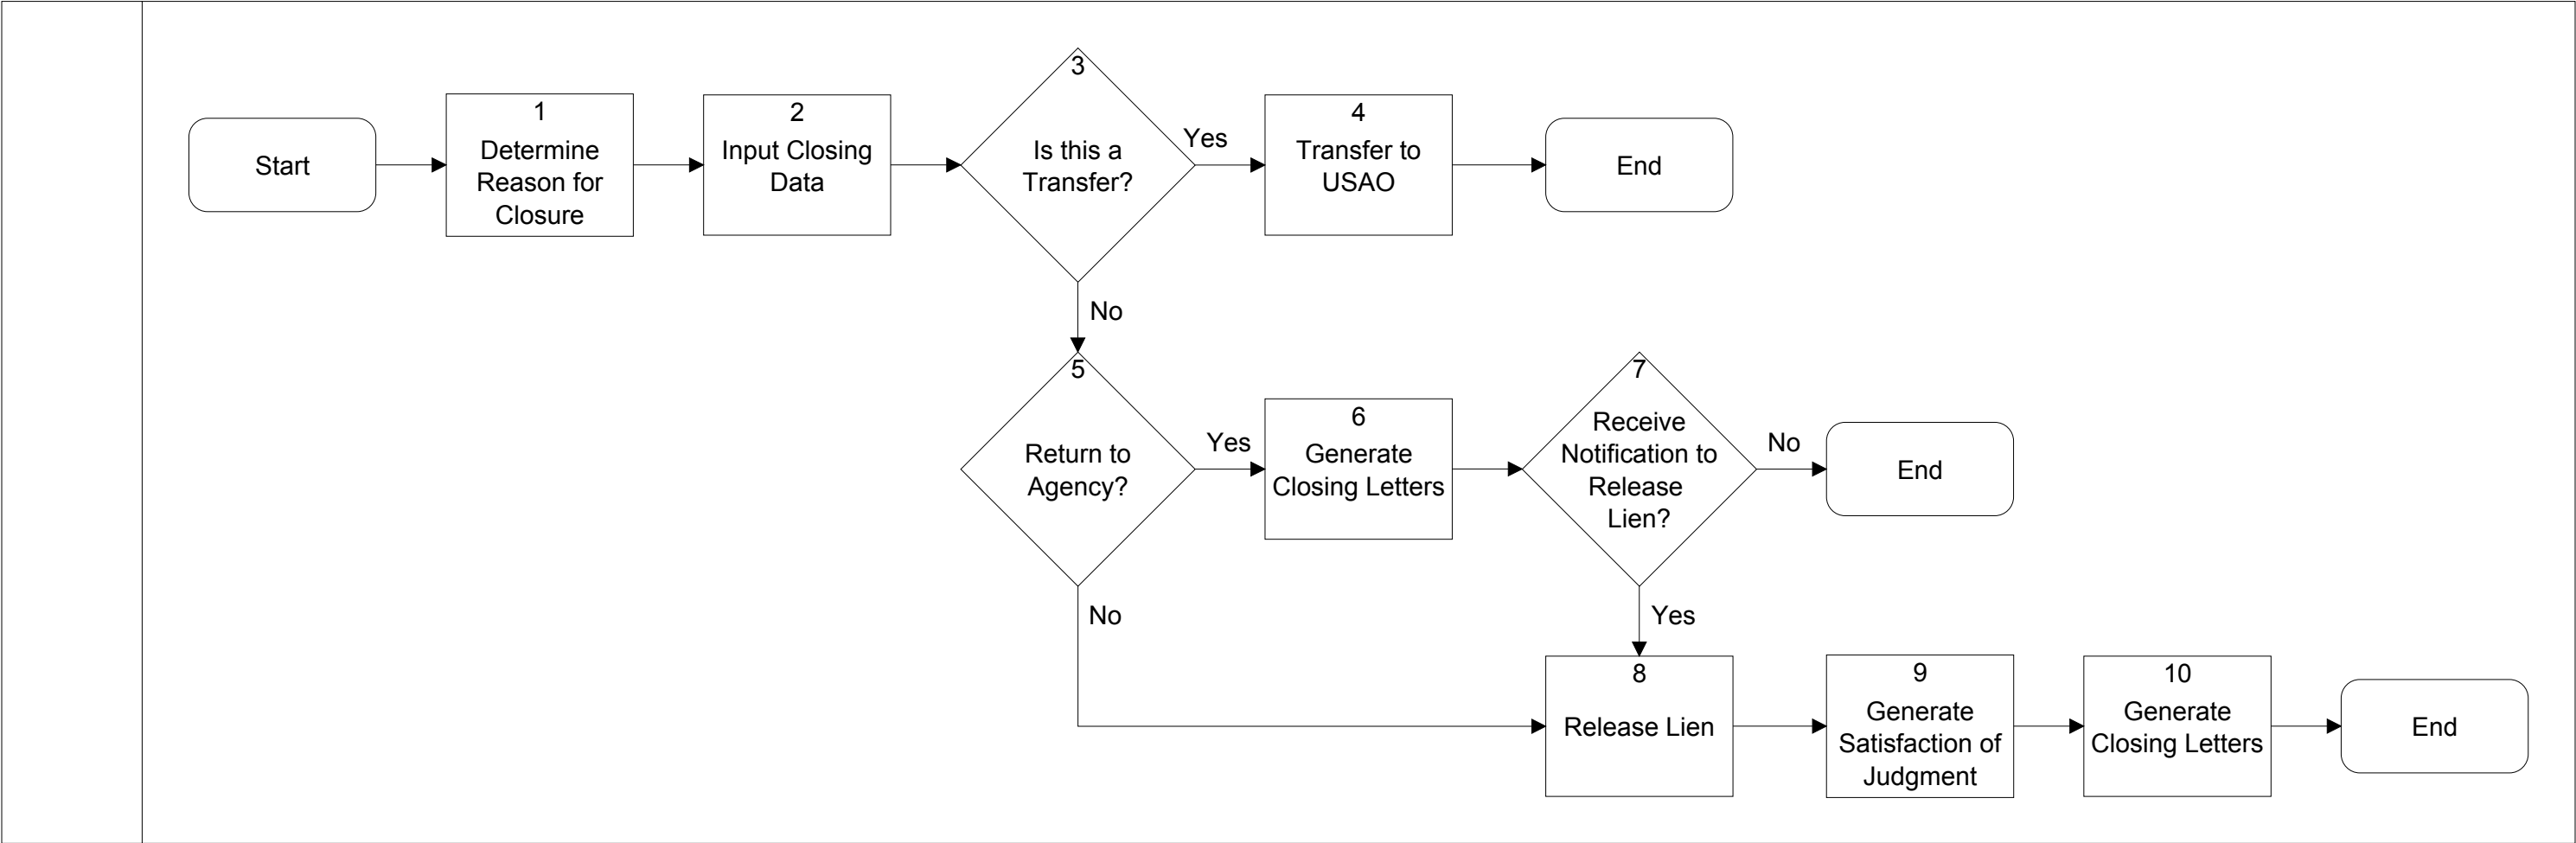 Start
1
Determine
Reason for
Closure
2
Input Closing
Data
3
Is this a
Transfer?
Yes
4
Transfer to
USAO
End
No
5
Return to
Agency?
Yes
6
Generate
Closing Letters
7
Receive
Notification to
Release
Lien?
No
End
No
Yes
8
Release Lien
9
Generate
Satisfaction of
Judgment
10
Generate
Closing Letters
End